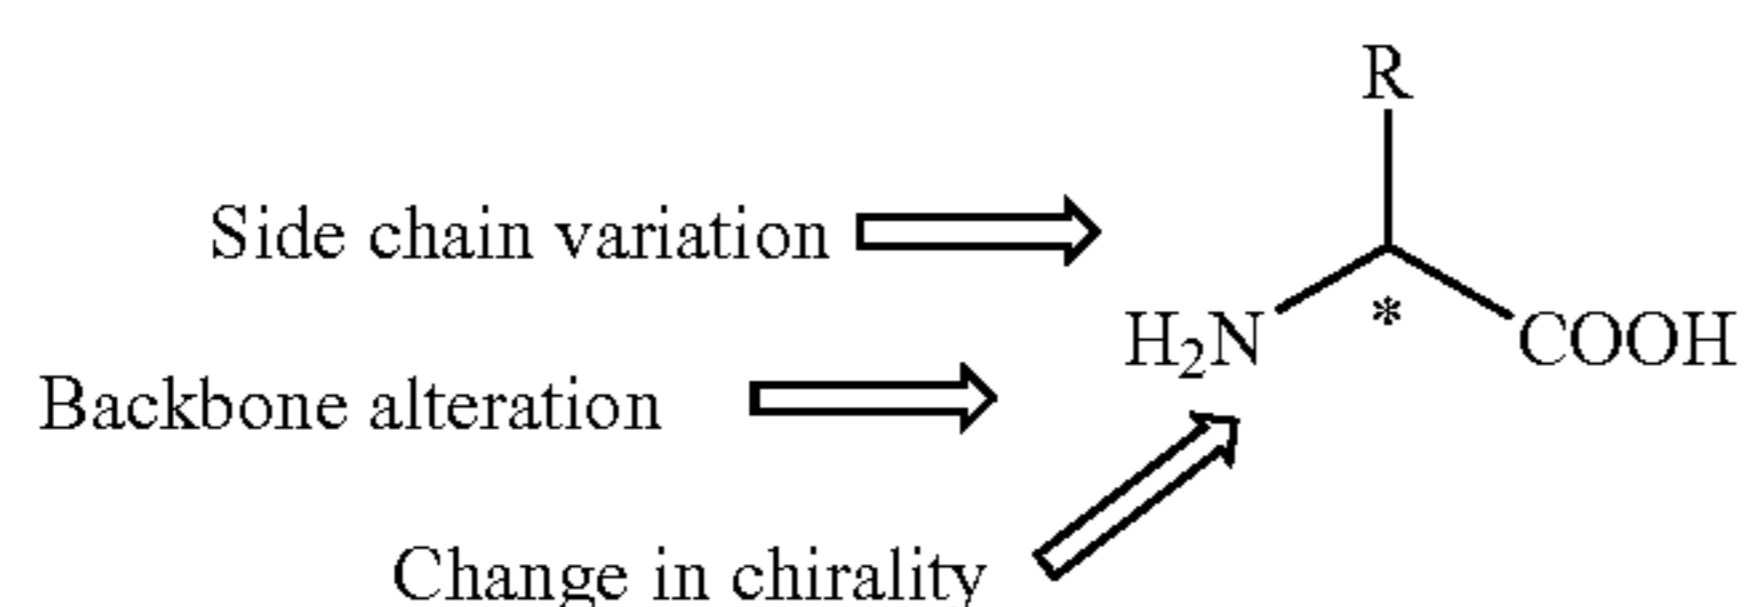 R
Side chain variation
H2N
*
COOH
Backbone alteration
Change in chirality